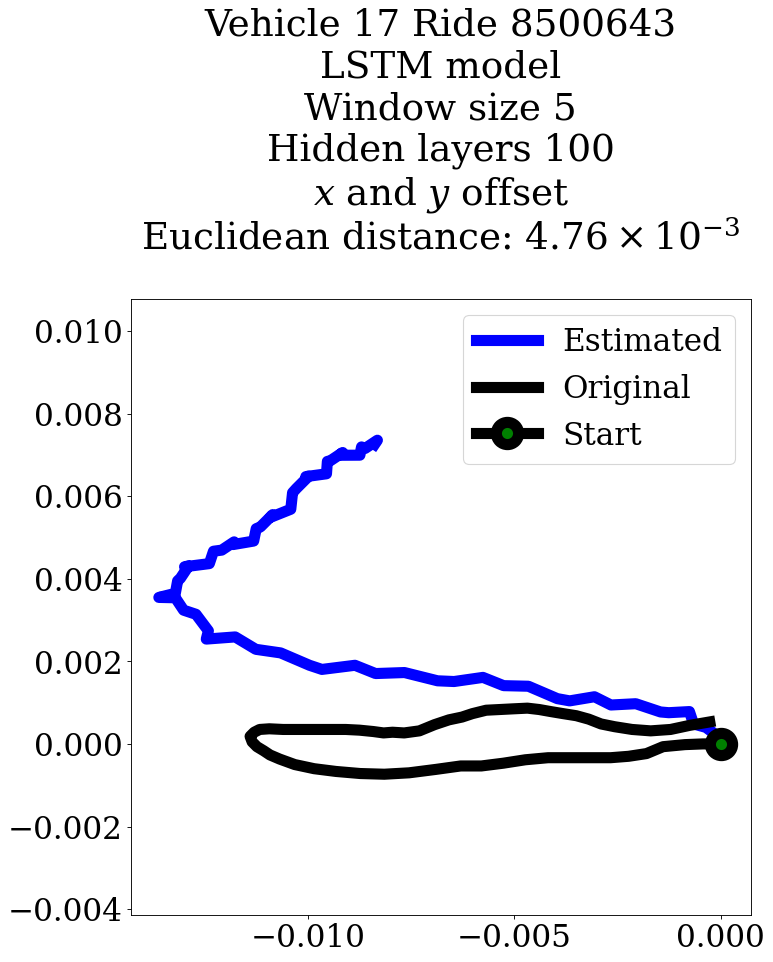 Vehicle 17 Ride 8500643
LSTM model
Window size 5
Hidden layers 100
x and y offset
Euclidean distance: 4.76 × 10⁻³
Estimated
Original
Start
0.010
0.008
0.006
0.004
0.002
0.000
−0.002
−0.004
−0.010
−0.005
0.000